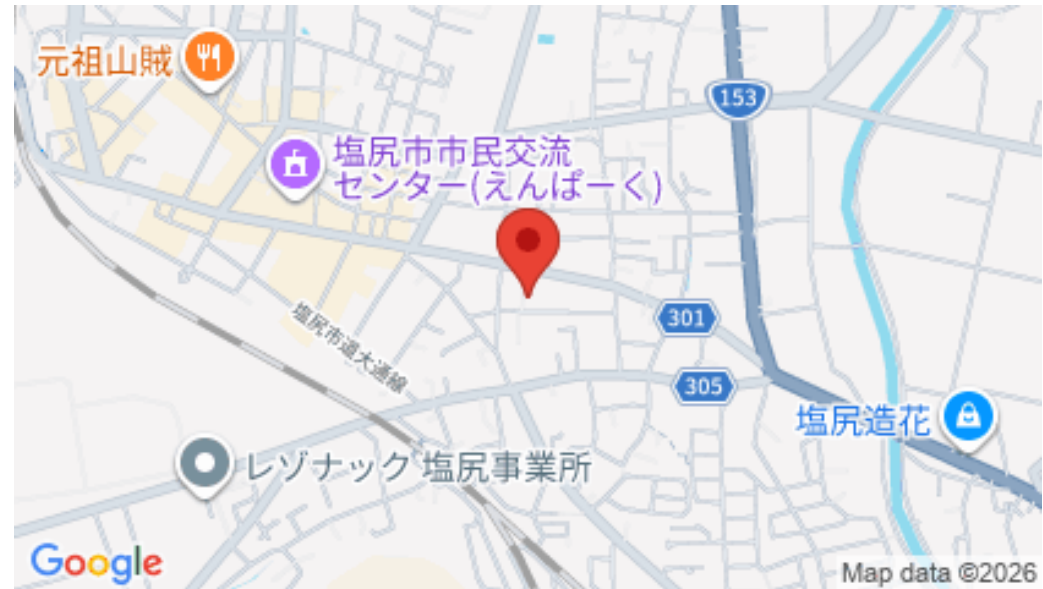 元祖山賊
153
塩尻市市民交流
センター(えんぱーく)
301
塩尻市道大通線
305
塩尻造花
レゾナック 塩尻事業所
Google
Map data ©2026